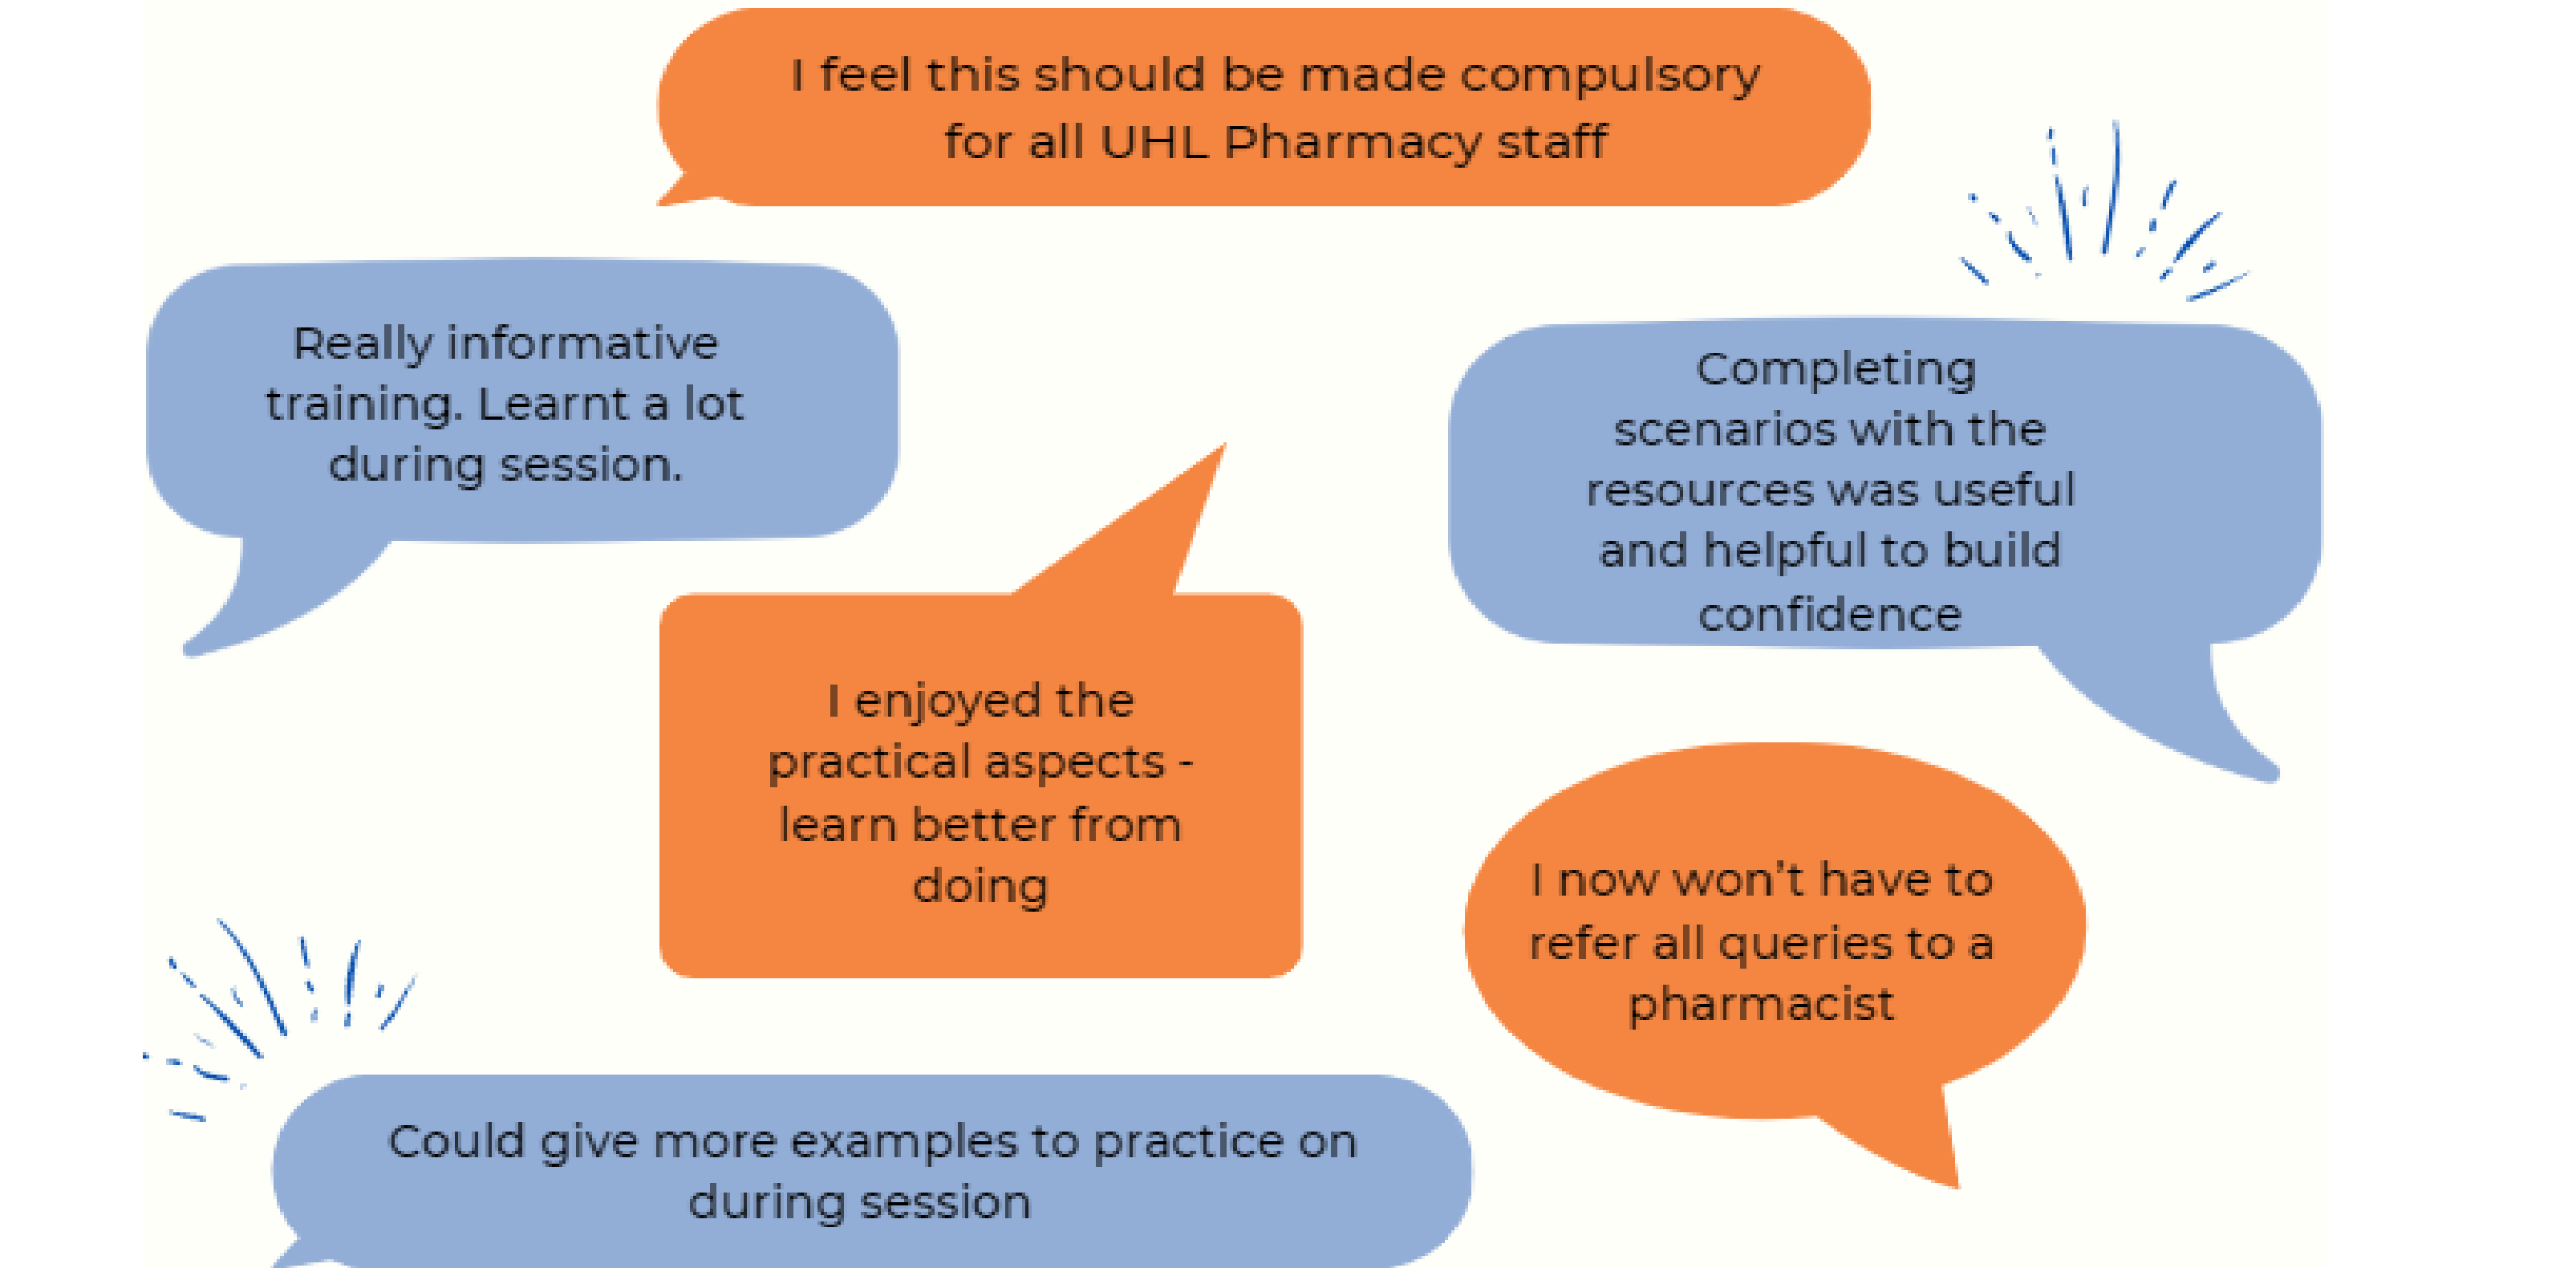 I feel this should be made compulsory
for all UHL Pharmacy staff
Really informative
training. Learnt a lot
during session.
Completing
scenarios with the
resources was useful
and helpful to build
confidence
I enjoyed the
practical aspects -
learn better from
doing
I now won't have to
refer all queries to a
pharmacist
Could give more examples to practice on
during session